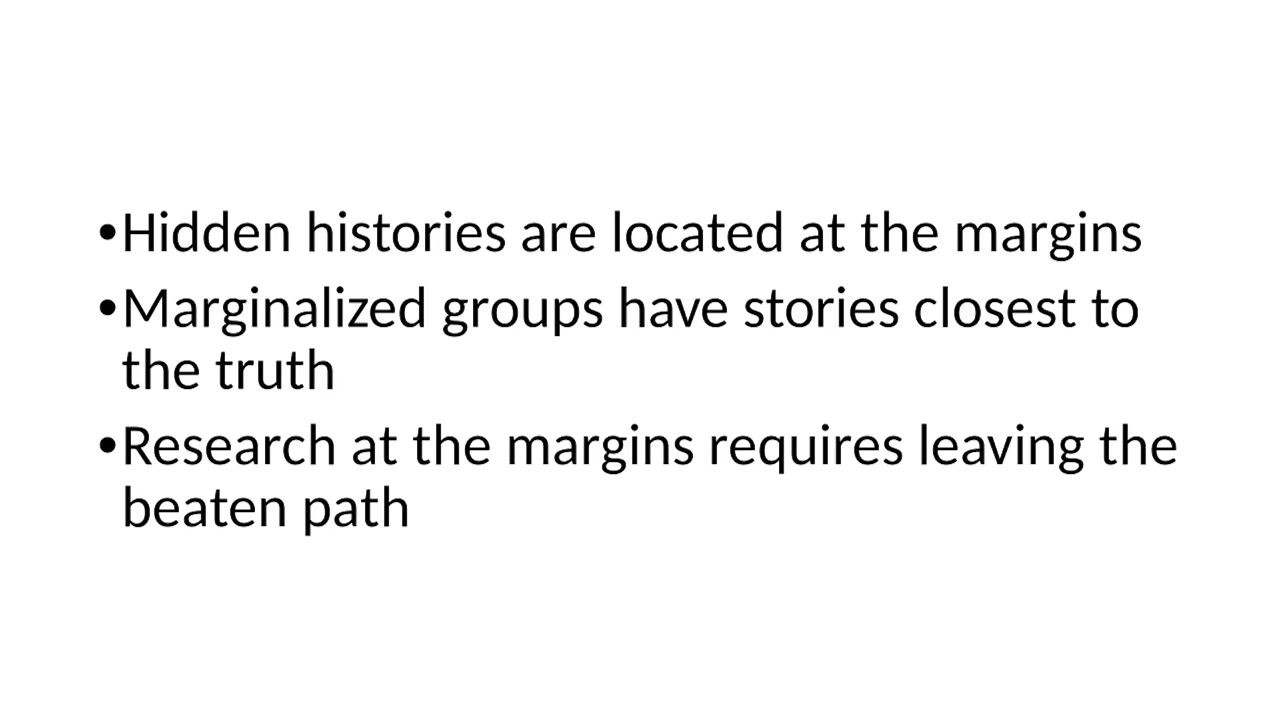 •Hidden histories are located at the margins
•Marginalized groups have stories closest to
the truth
•Research at the margins requires leaving the
beaten path